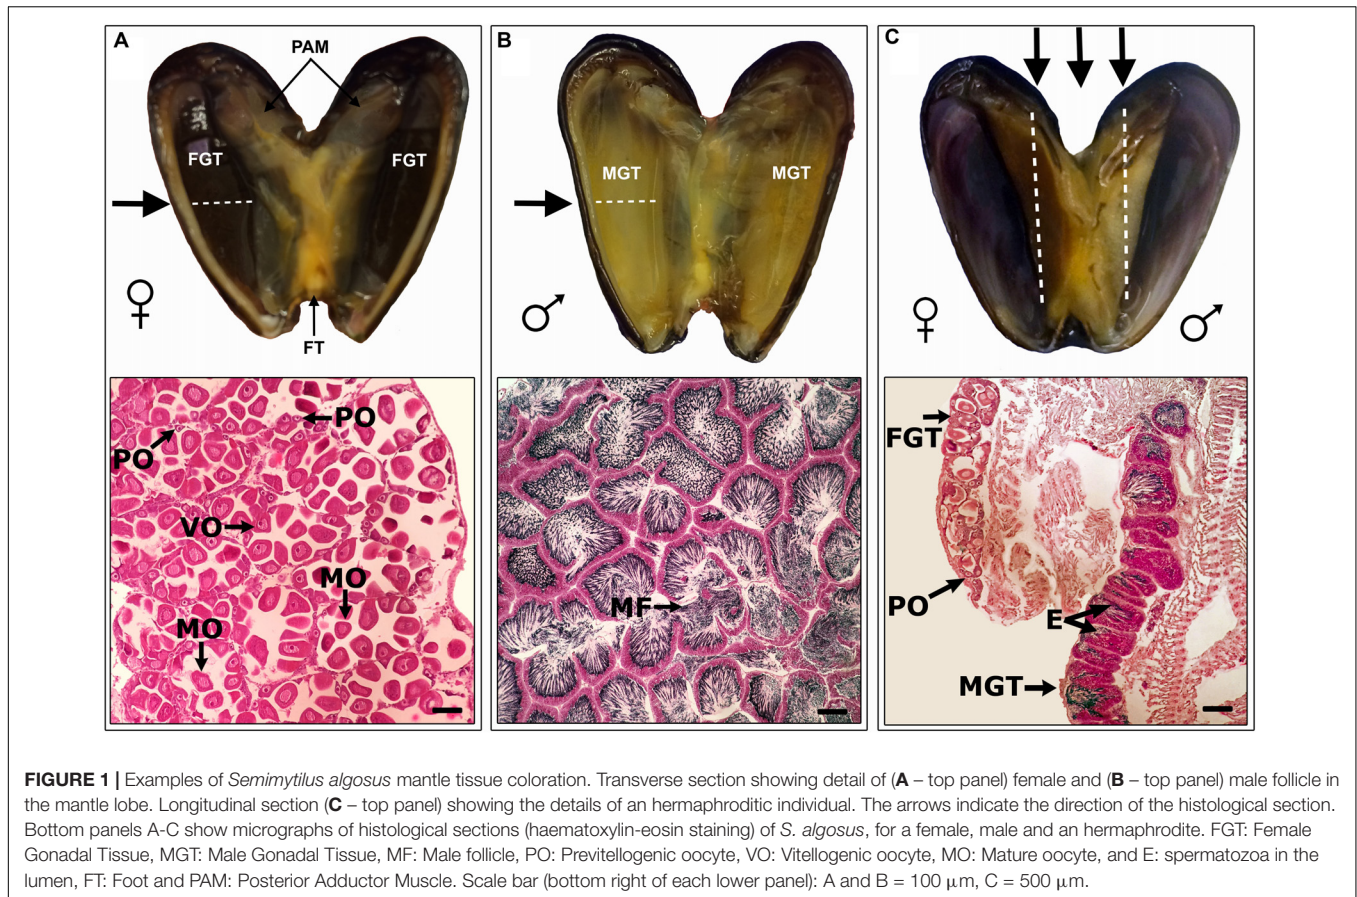 A
PAM
FGT
FGT
FT
B
MGT
MGT
C
PO
PO
VO
MO
MO
MF
FGT
PO
E
MGT
FIGURE 1 | Examples of Semimytilus algosus mantle tissue coloration. Transverse section showing detail of (A – top panel) female and (B – top panel) male follicle in
the mantle lobe. Longitudinal section (C – top panel) showing the details of an hermaphroditic individual. The arrows indicate the direction of the histological section.
Bottom panels A-C show micrographs of histological sections (haematoxylin-eosin staining) of S. algosus, for a female, male and an hermaphrodite. FGT: Female
Gonadal Tissue, MGT: Male Gonadal Tissue, MF: Male follicle, PO: Previtellogenic oocyte, VO: Vitellogenic oocyte, MO: Mature oocyte, and E: spermatozoa in the
lumen, FT: Foot and PAM: Posterior Adductor Muscle. Scale bar (bottom right of each lower panel): A and B = 100 μm, C = 500 μm.